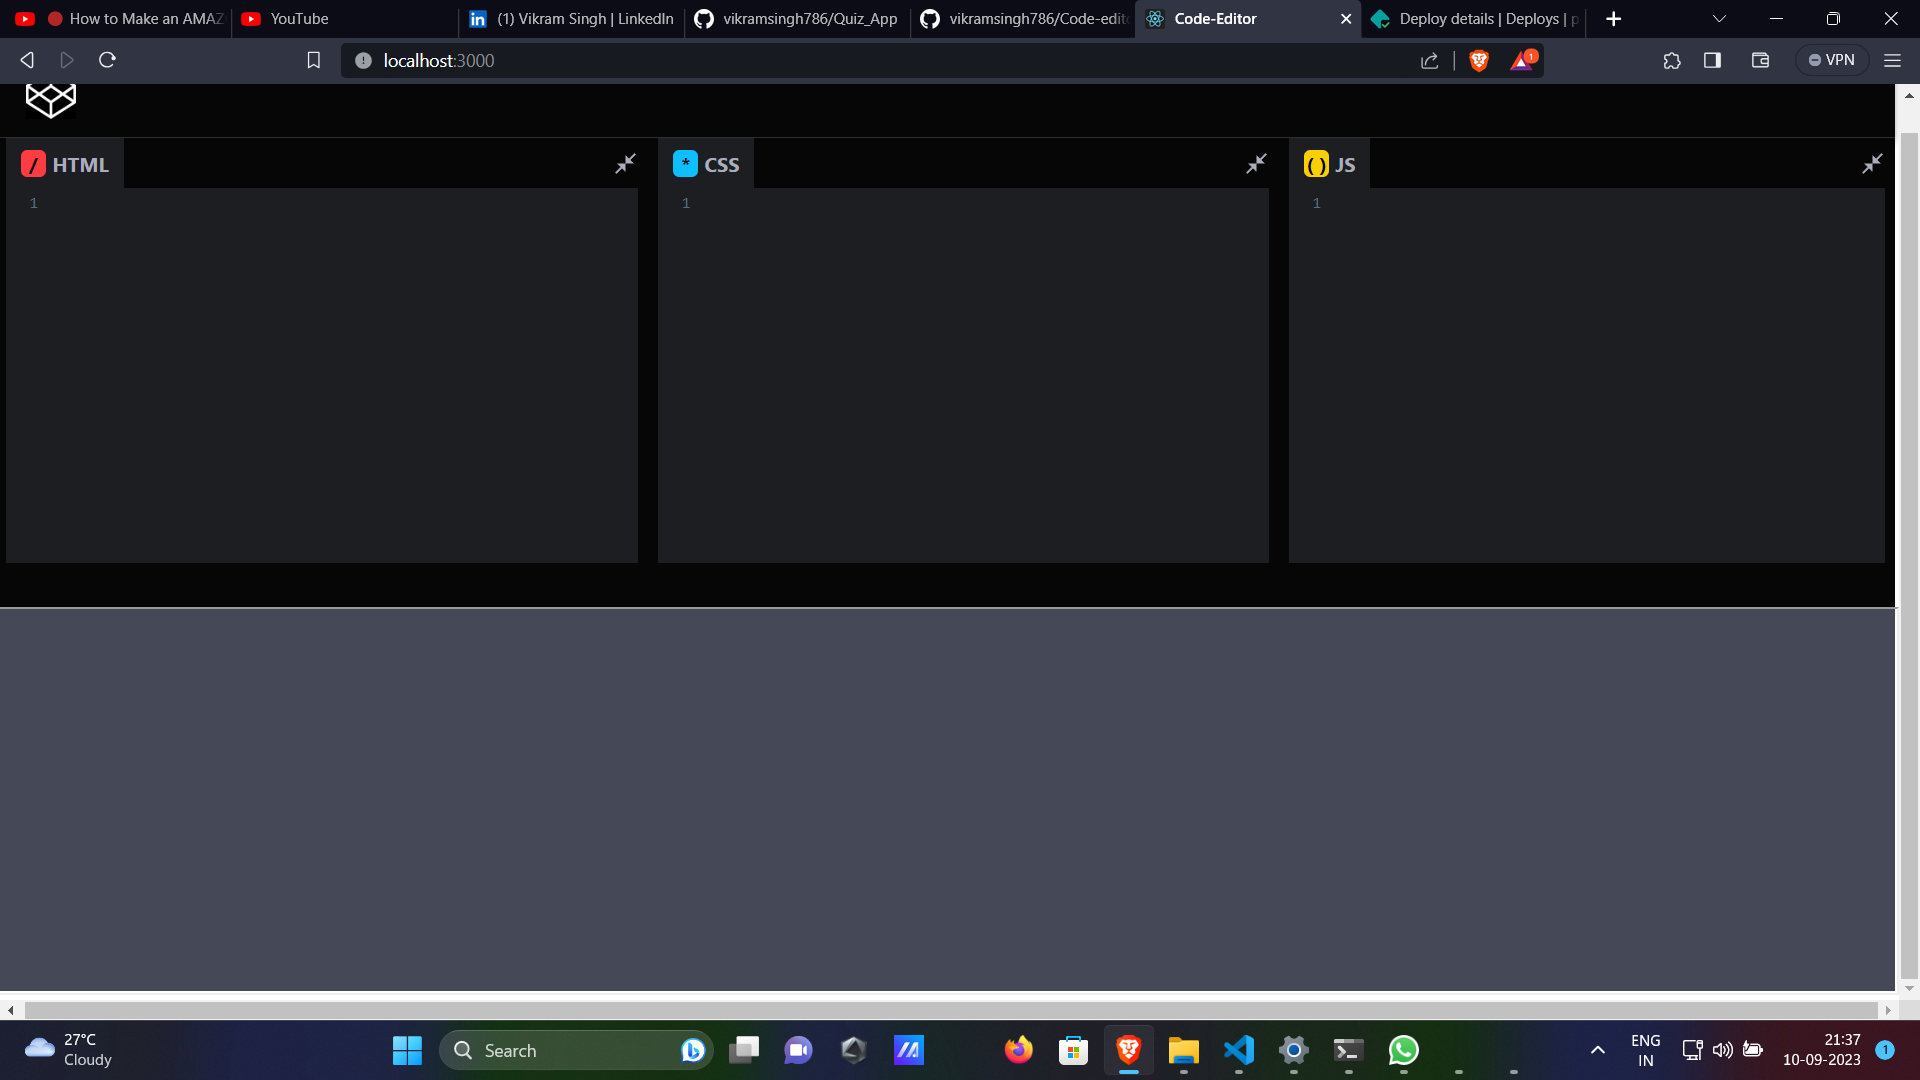 How to Make an AMAZ
YouTube
(1) Vikram Singh | LinkedIn
vikramsingh786/Quiz_App
vikramsingh786/Code-edit
Code-Editor
Deploy details | Deploys | p
localhost:3000
1
VPN
/ HTML
* CSS
( ) JS
1
1
1
27°C
Cloudy
Search
ENG
IN
21:37
10-09-2023
1